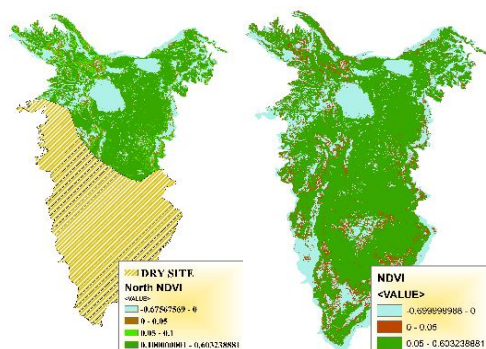 DRY SITE
North NDVI
<VALUE>
-0.67567569 - 0
0 - 0.05
0.05 - 0.1
0.100000001 - 0,603238881
NDVI
<VALUE>
-0.699999988 - 0
0 - 0.05
0.05 - 0.603238881